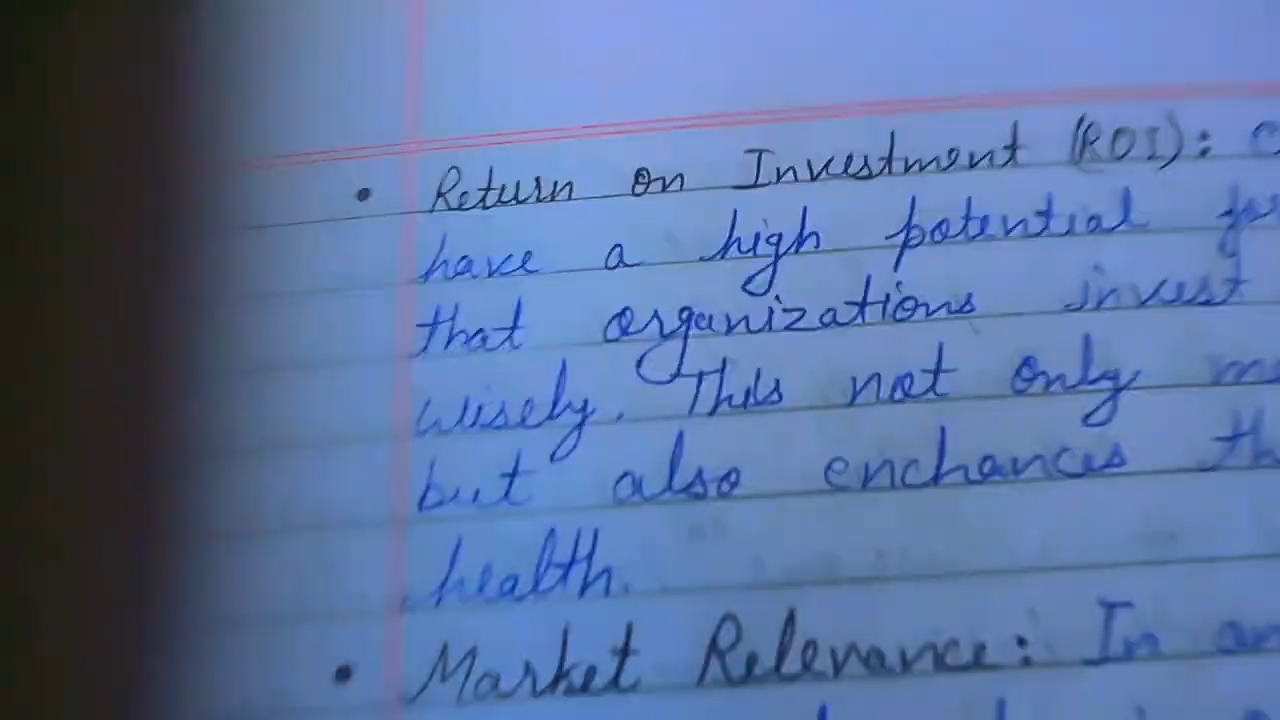 • Return on Investment (ROI):
have a high potential for
that organizations invest
wisely. This not only
but also enchances
health.
• Market Relevance: In